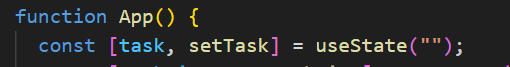 function App() {
const [task, setTask] = useState("");